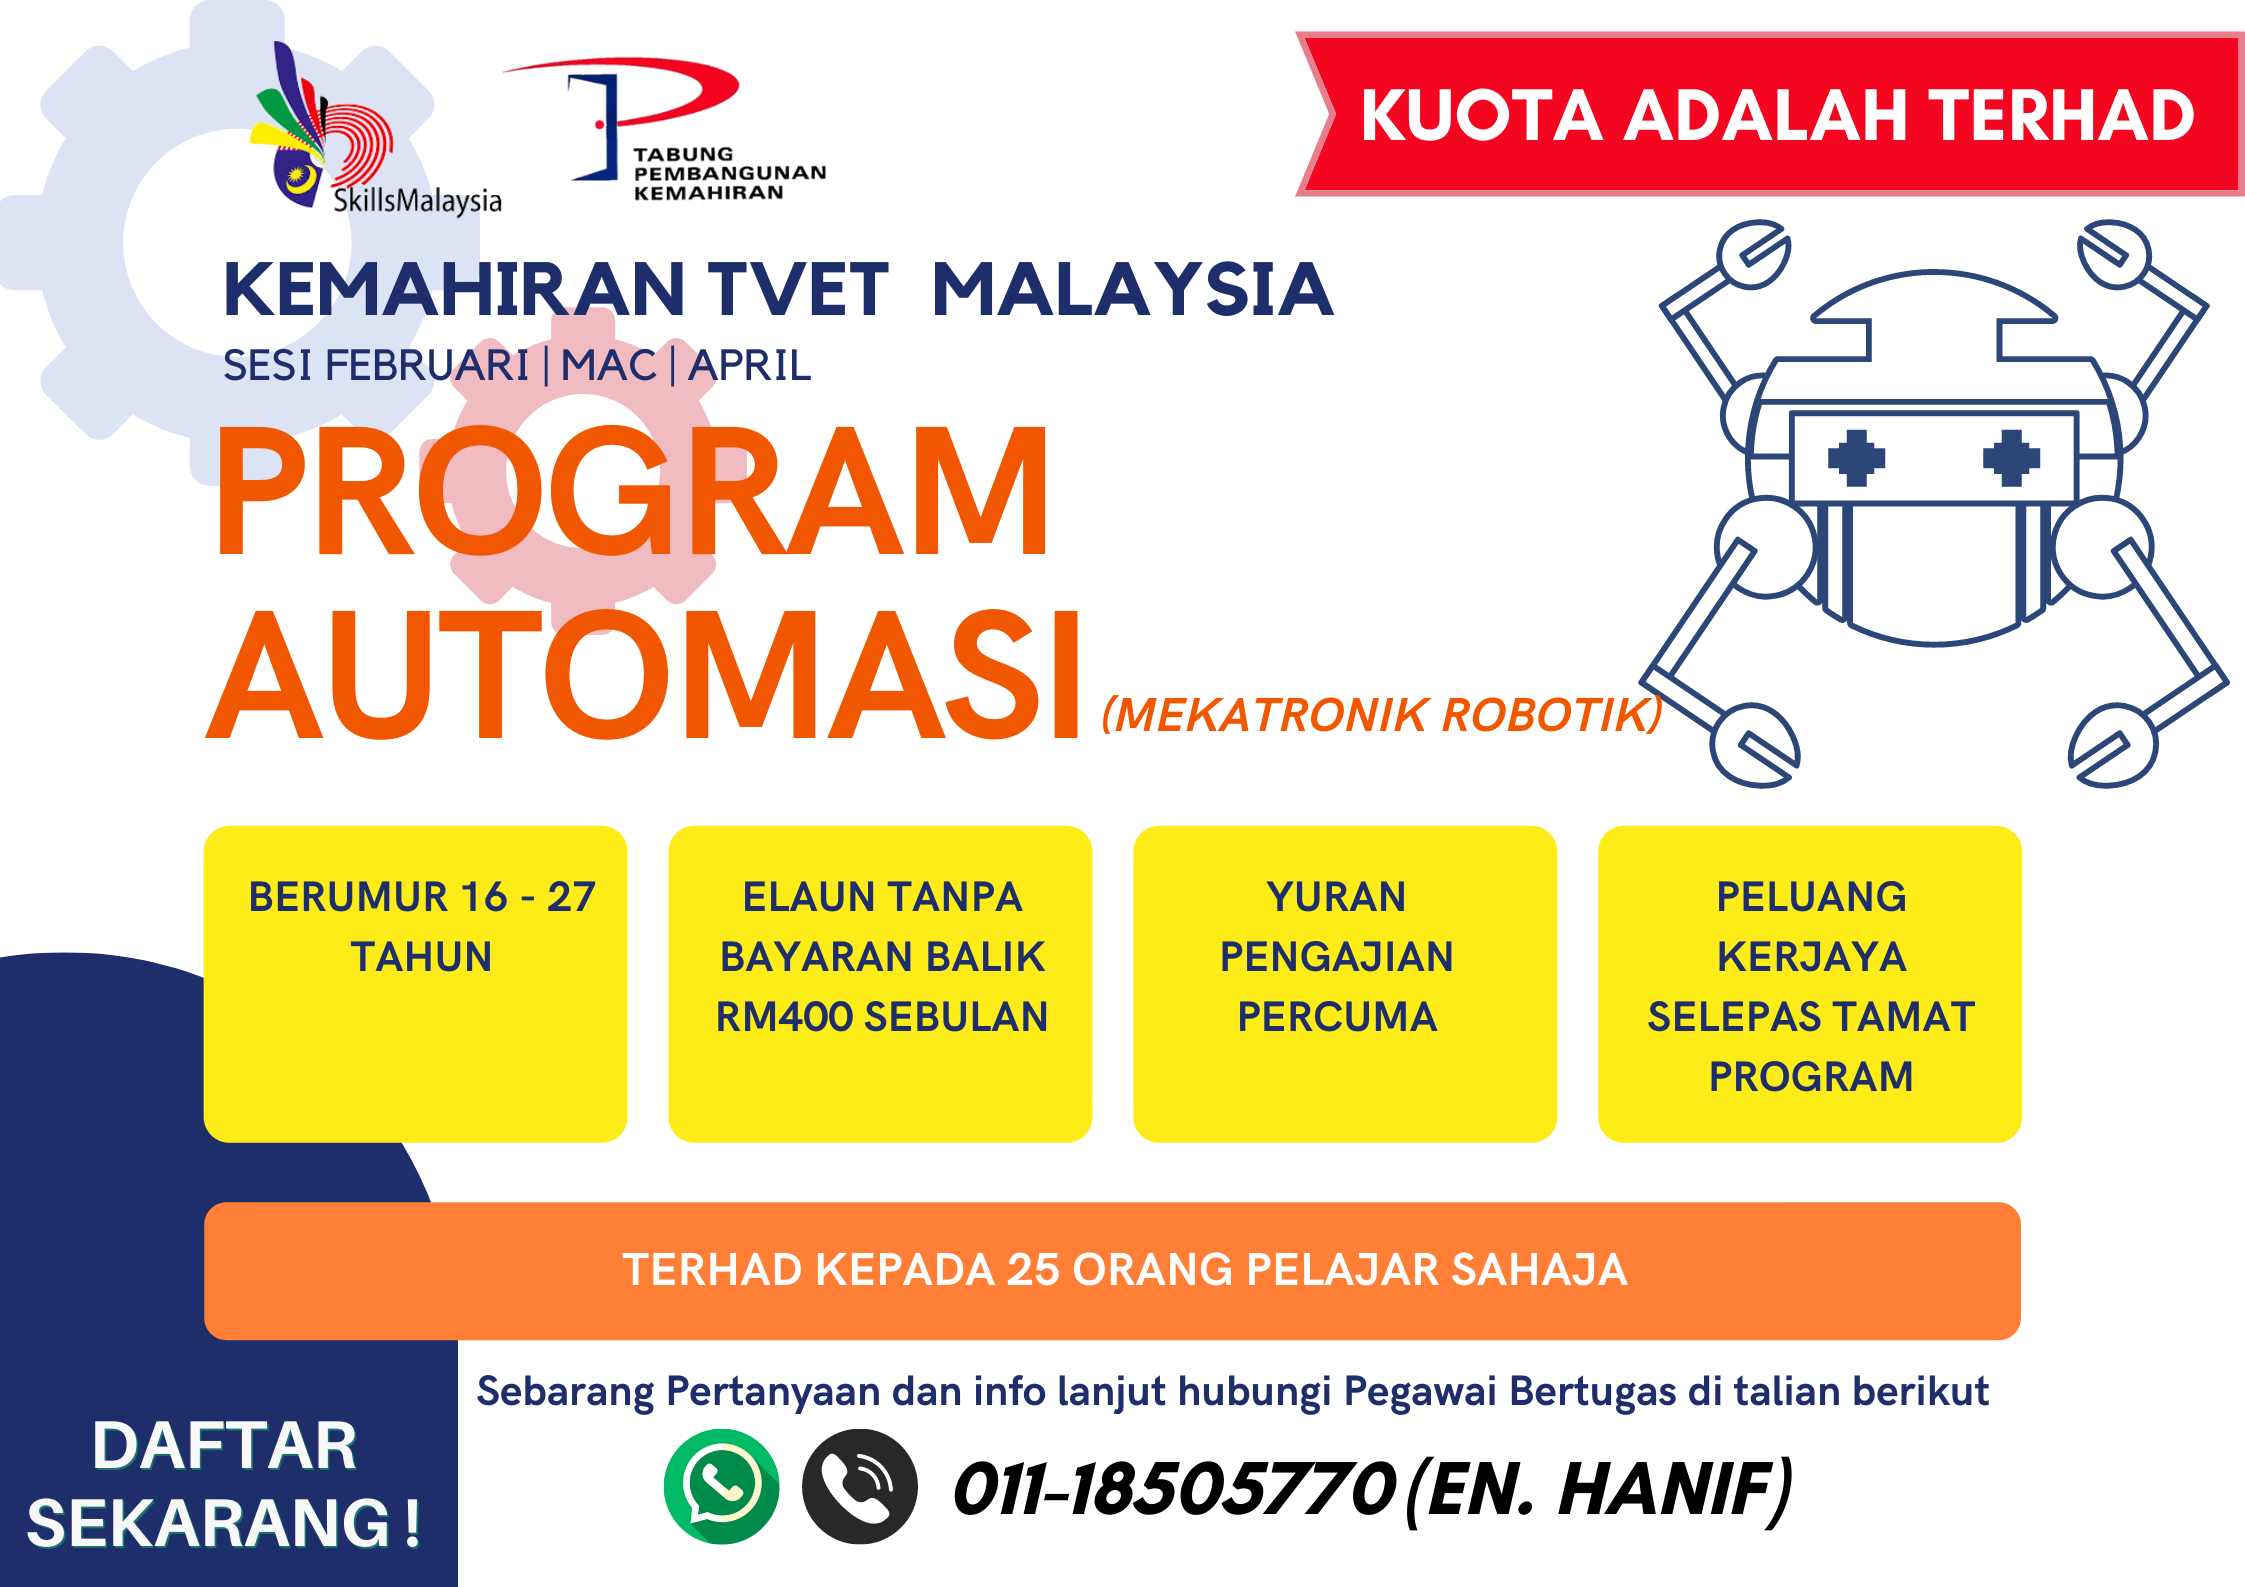 SkillsMalaysia
TABUNG
PEMBANGUNAN
KEMAHIRAN
KUOTA ADALAH TERHAD
KEMAHIRAN TVET MALAYSIA
SESI FEBRUARI | MAC | APRIL
PROGRAM
AUTOMASI (MEKATRONIK ROBOTIK)
BERUMUR 16 - 27
TAHUN
ELAUN TANPA
BAYARAN BALIK
RM400 SEBULAN
YURAN
PENGAJIAN
PERCUMA
PELUANG
KERJAYA
SELEPAS TAMAT
PROGRAM
TERHAD KEPADA 25 ORANG PELAJAR SAHAJA
Sebarang Pertanyaan dan info lanjut hubungi Pegawai Bertugas di talian berikut
011-18505770 (EN. HANIF)
DAFTAR
SEKARANG !